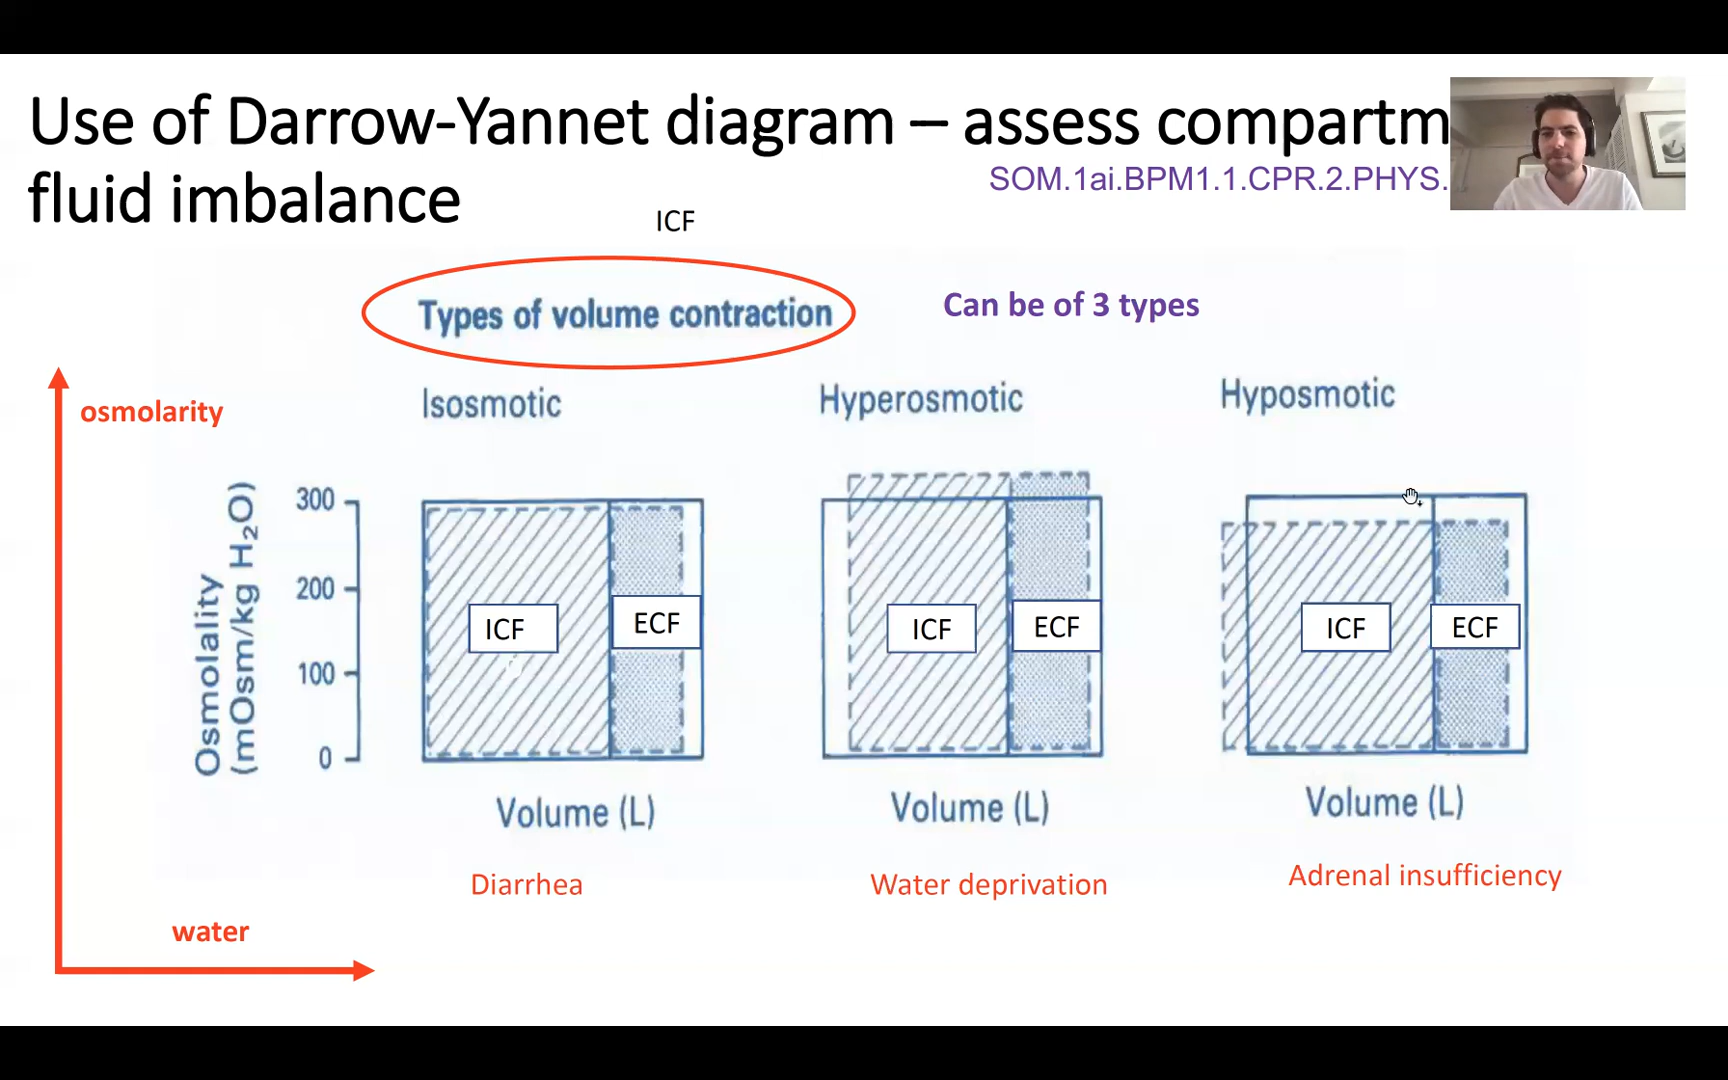 Use of Darrow-Yannet diagram – assess compartm
SOM.1ai.BPM1.1.CPR.2.PHYS.
fluid imbalance
ICF
Types of volume contraction
Can be of 3 types
osmolarity
Isosmotic
Hyperosmotic
Hyposmotic
Osmolality
(mOsm/kg H₂O)
300
200
100
0
ICF
ECF
ICF
ECF
ICF
ECF
Volume (L)
Volume (L)
Volume (L)
Diarrhea
Water deprivation
Adrenal insufficiency
water